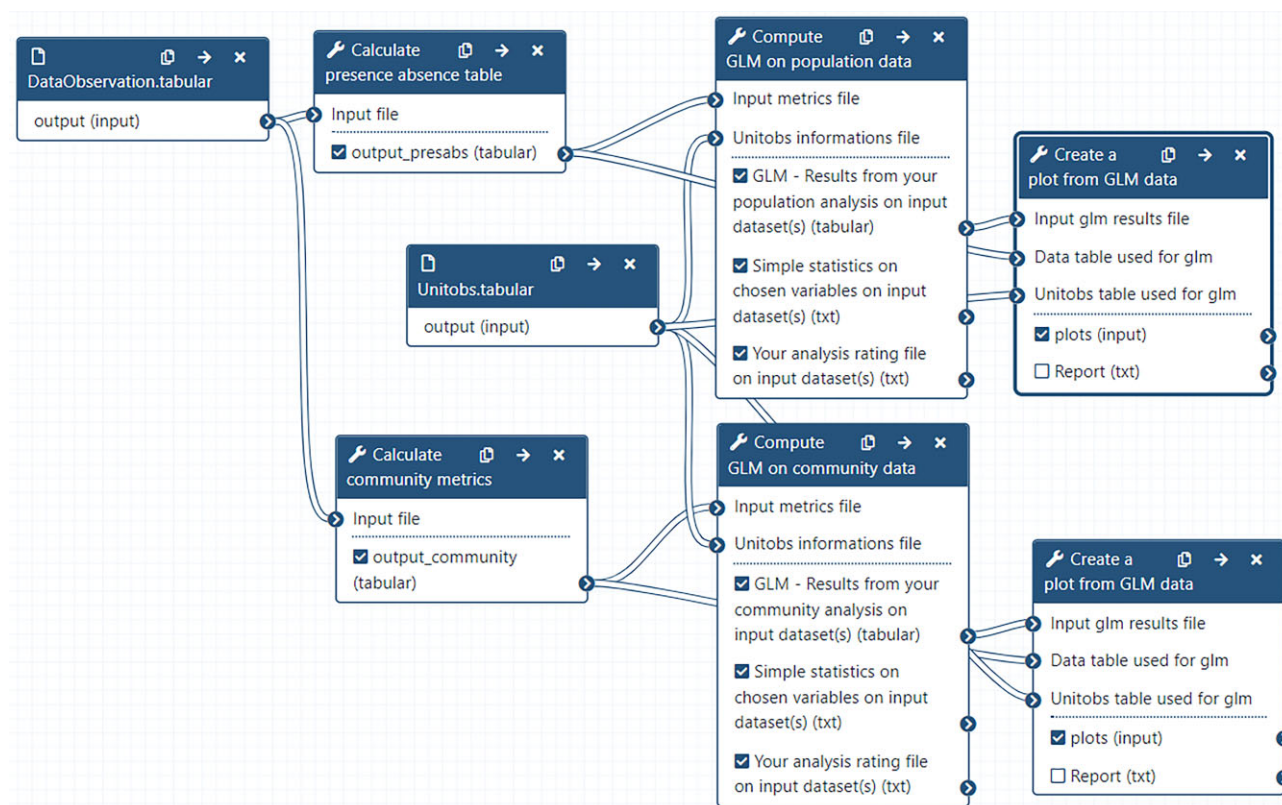 DataObservation.tabular
output (input)
Calculate
presence absence table
Input file
output_presabs (tabular)
Compute
GLM on population data
Input metrics file
Unitobs informations file
GLM - Results from your
population analysis on input
dataset(s) (tabular)
Simple statistics on
chosen variables on input
dataset(s) (txt)
Your analysis rating file
on input dataset(s) (txt)
Create a
plot from GLM data
Input glm results file
Data table used for glm
Unitobs table used for glm
plots (input)
Report (txt)
Unitobs.tabular
output (input)
Calculate
community metrics
Input file
output_community
(tabular)
Compute
GLM on community data
Input metrics file
Unitobs informations file
GLM - Results from your
community analysis on
input dataset(s) (tabular)
Simple statistics on
chosen variables on input
dataset(s) (txt)
Your analysis rating file
on input dataset(s) (txt)
Create a
plot from GLM data
Input glm results file
Data table used for glm
Unitobs table used for glm
plots (input)
Report (txt)